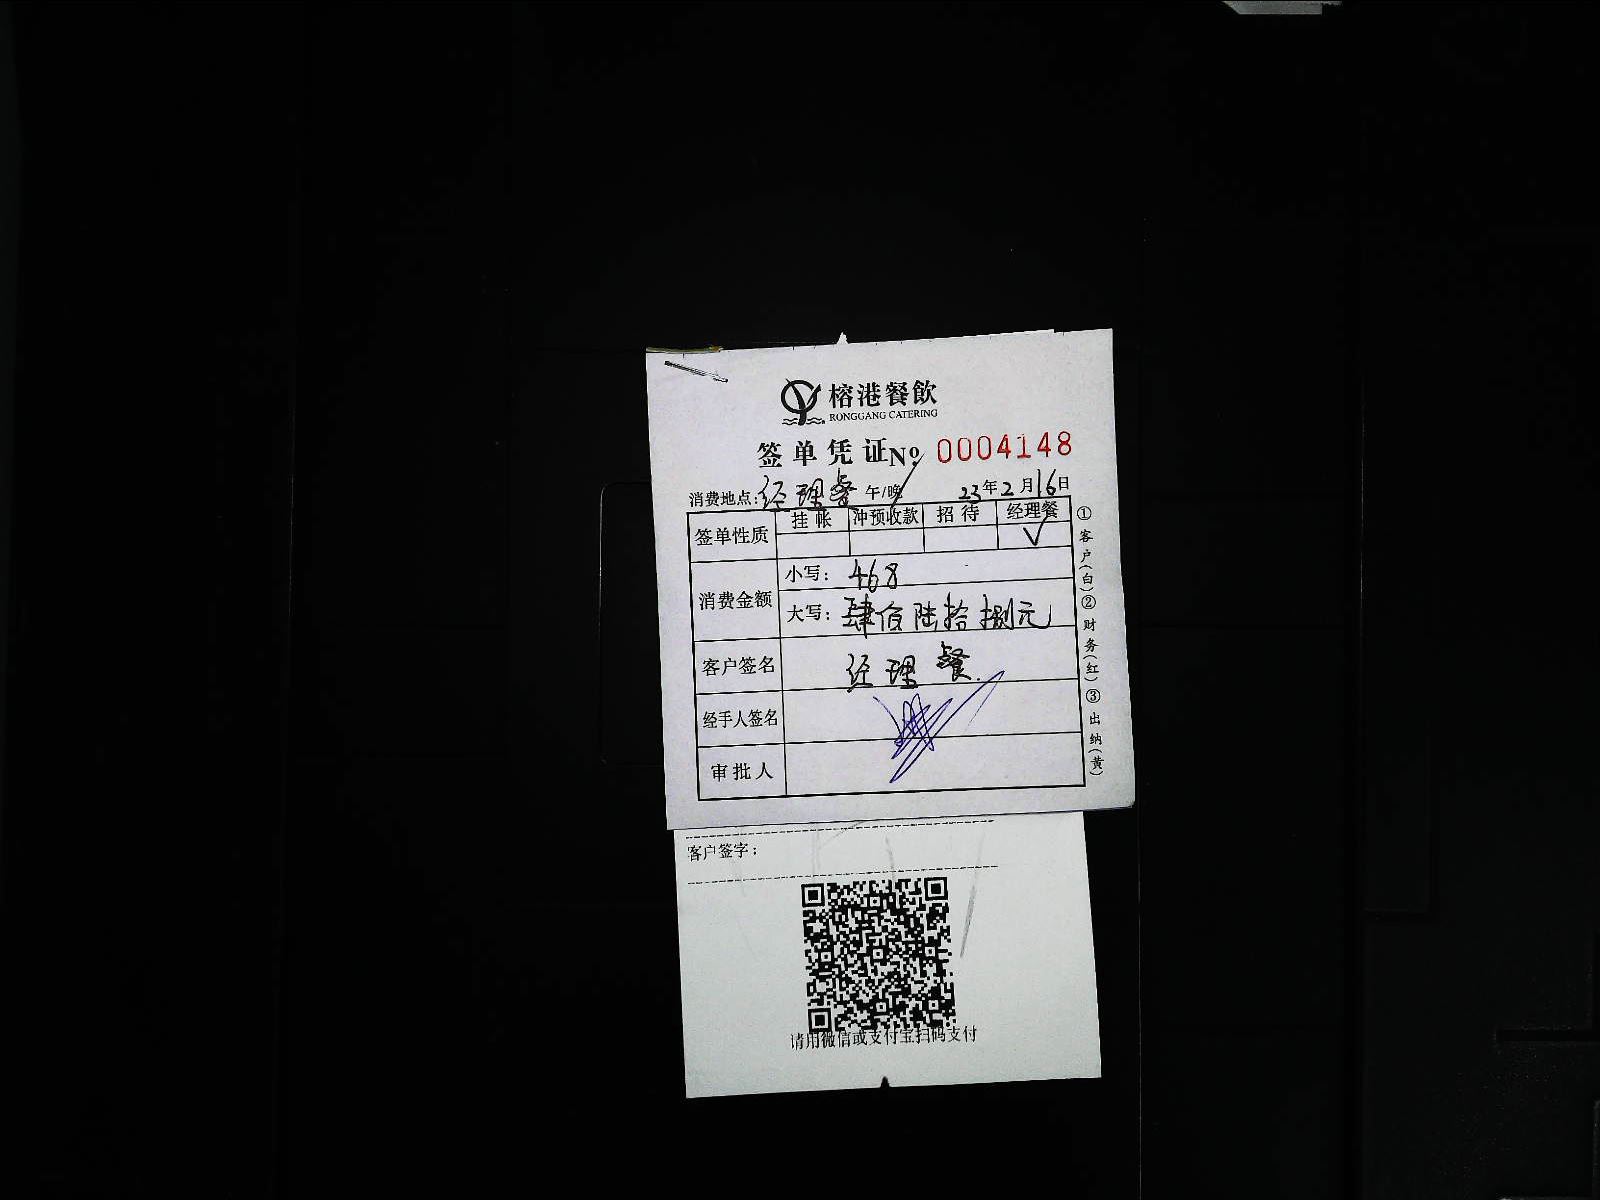 榕港餐飲
RONGGANG CATERING
签单凭证 No. 0004148
消费地点: 经理餐 午/晚 23年2月16日
签单性质 挂帐 冲预收款 招待 经理餐
✓
消费金额 小写: 468
大写: 肆佰陆拾捌元
客户签名 经理餐
经手人签名
审批人
①客户(白)②财务(红)③出纳(黄)
客户签字:
请用微信或支付宝扫码支付